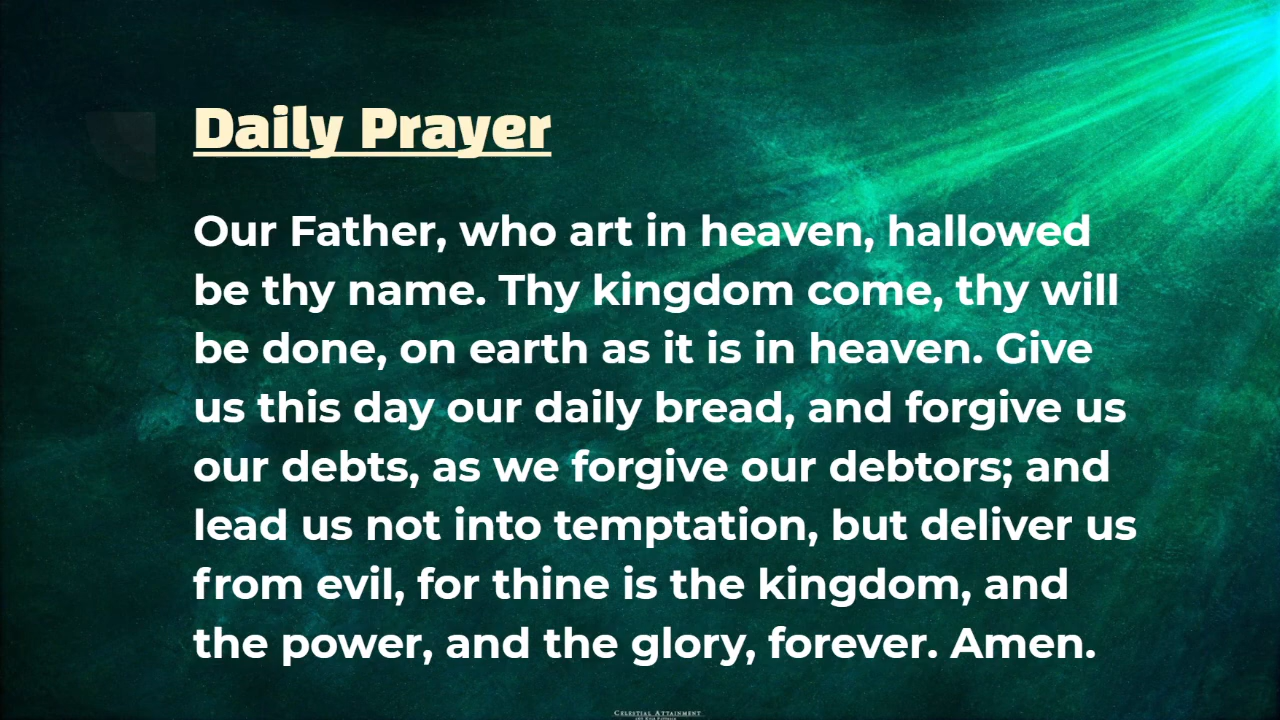 Daily Prayer
Our Father, who art in heaven, hallowed
be thy name. Thy kingdom come, thy will
be done, on earth as it is in heaven. Give
us this day our daily bread, and forgive us
our debts, as we forgive our debtors; and
lead us not into temptation, but deliver us
from evil, for thine is the kingdom, and
the power, and the glory, forever. Amen.
Celestial Attainment